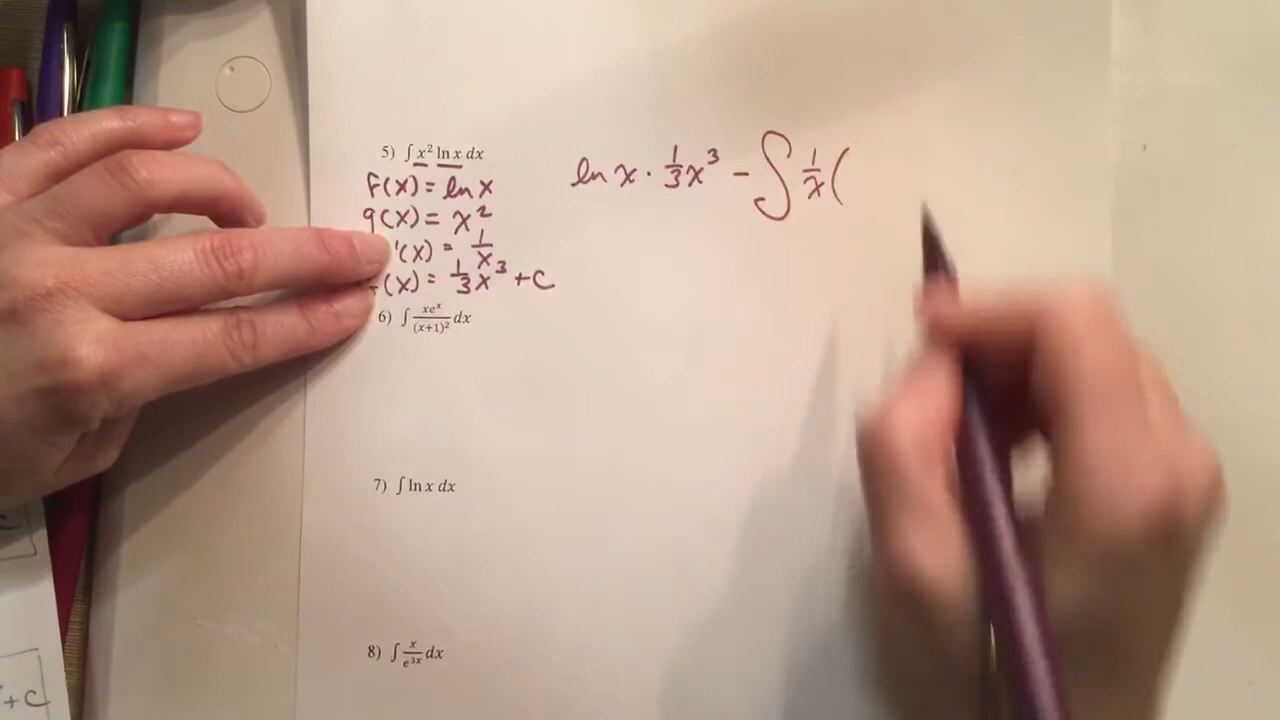 5) ∫ x² ln x dx
ln x · 1/3 x³ - ∫ 1/x (
f(x) = ln x
g(x) = x²
'(x) = 1/x
(x) = 1/3 x³ + C
6) ∫ xeˣ/(x+1)² dx
7) ∫ ln x dx
8) ∫ x/e³ˣ dx
+ C